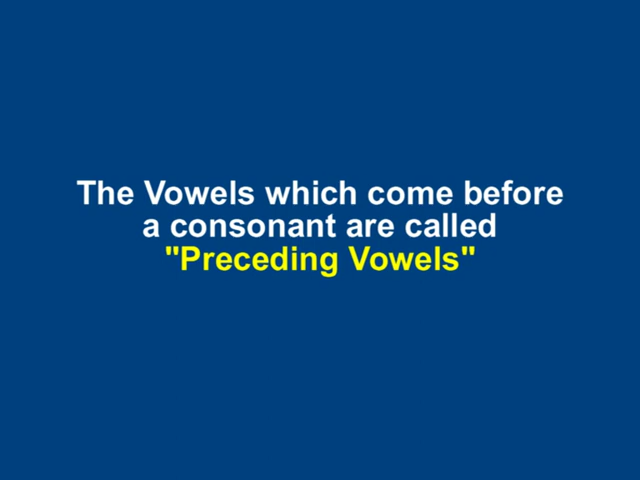 The Vowels which come before
a consonant are called
"Preceding Vowels"